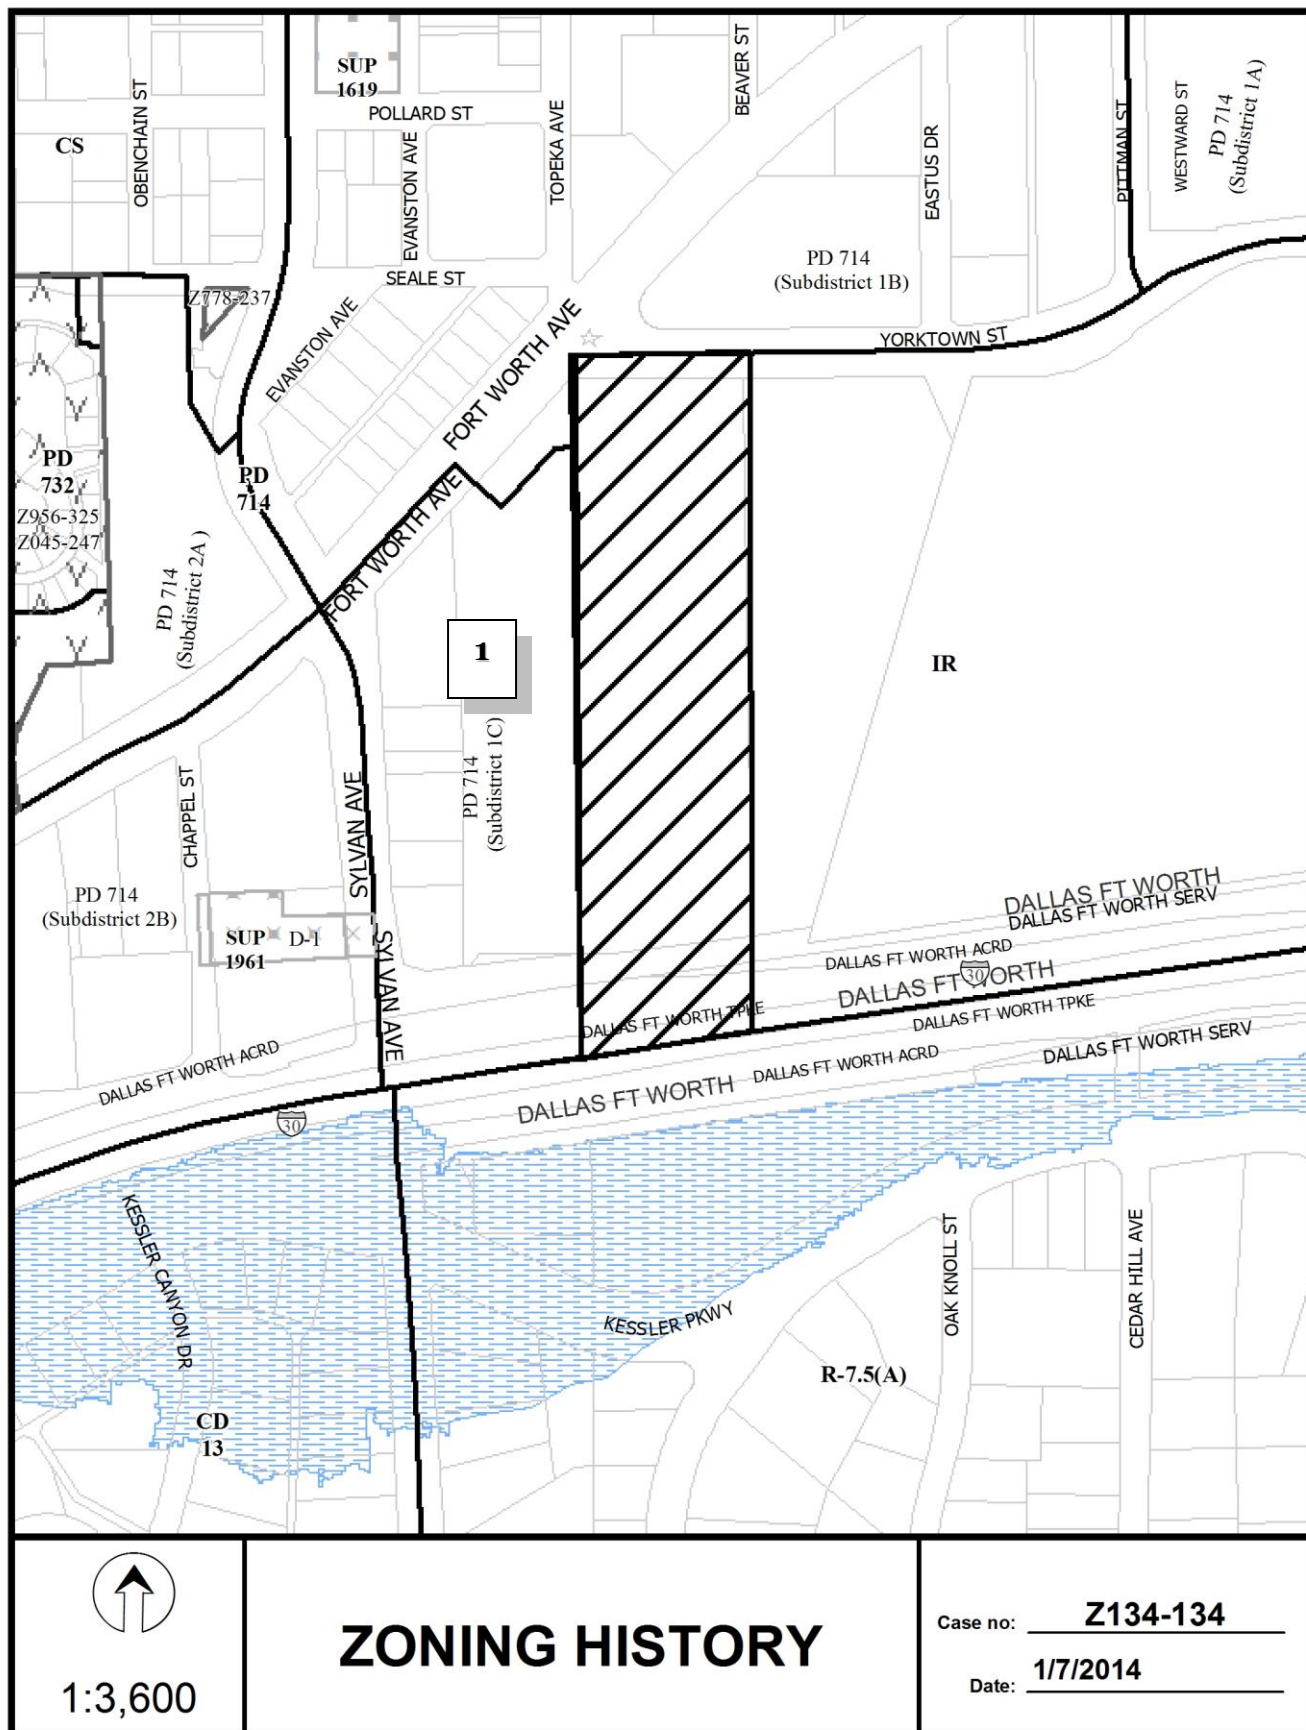 SUP
1619
POLLARD ST
OBENCHAIN ST
CS
EVANSTON AVE
TOPEKA AVE
BEAVER ST
EASTUS DR
PITTMAN ST
WESTWARD ST
PD 714
(Subdistrict 1A)
PD 714
(Subdistrict 1B)
SEALE ST
Z778-237
EVANSTON AVE
FORT WORTH AVE
YORKTOWN ST
PD
732
Z956-325
Z045-247
PD
714
FORT WORTH AVE
PD 714
(Subdistrict 2A )
1
IR
PD 714
(Subdistrict 1C)
CHAPPEL ST
SYLVAN AVE
PD 714
(Subdistrict 2B)
SUP
1961
D-1
SYLVAN AVE
DALLAS FT WORTH
DALLAS FT WORTH SERV
DALLAS FT WORTH ACRD
30
DALLAS FT WORTH
DALLAS FT WORTH TPKE
DALLAS FT WORTH TPKE
DALLAS FT WORTH SERV
DALLAS FT WORTH ACRD
DALLAS FT WORTH ACRD
DALLAS FT WORTH
30
KESSLER CANYON DR
KESSLER PKWY
OAK KNOLL ST
CEDAR HILL AVE
R-7.5(A)
CD
13
1:3,600
ZONING HISTORY
Case no: Z134-134
Date: 1/7/2014